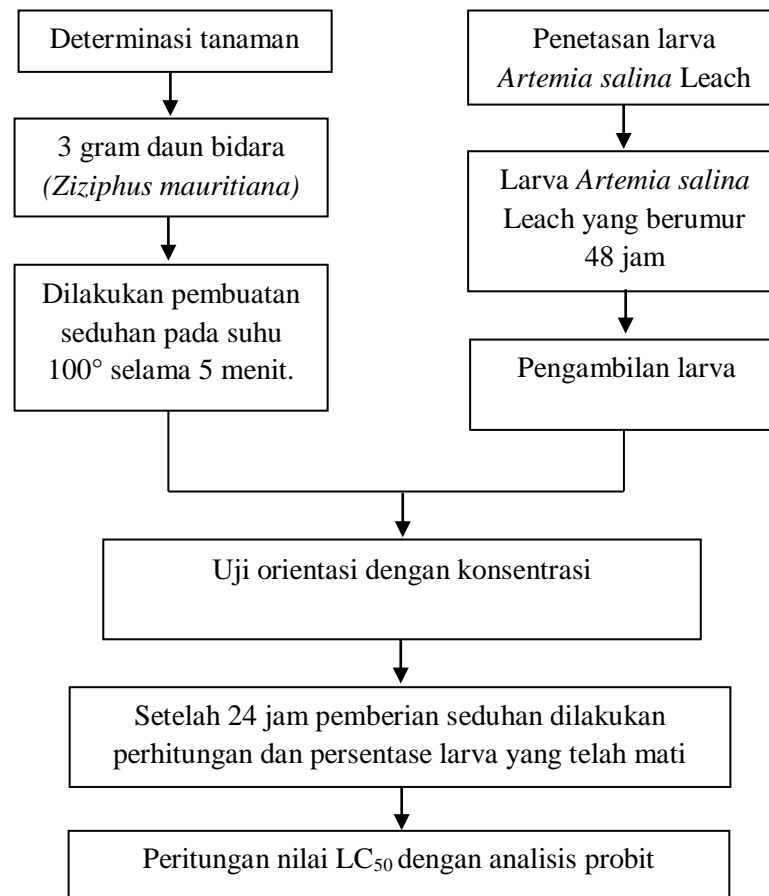 Determinasi tanaman
3 gram daun bidara
(Ziziphus mauritiana)
Dilakukan pembuatan
seduhan pada suhu
100° selama 5 menit.
Penetasan larva
Artemia salina Leach
Larva Artemia salina
Leach yang berumur
48 jam
Pengambilan larva
Uji orientasi dengan konsentrasi
Setelah 24 jam pemberian seduhan dilakukan
perhitungan dan persentase larva yang telah mati
Peritungan nilai LC₅₀ dengan analisis probit